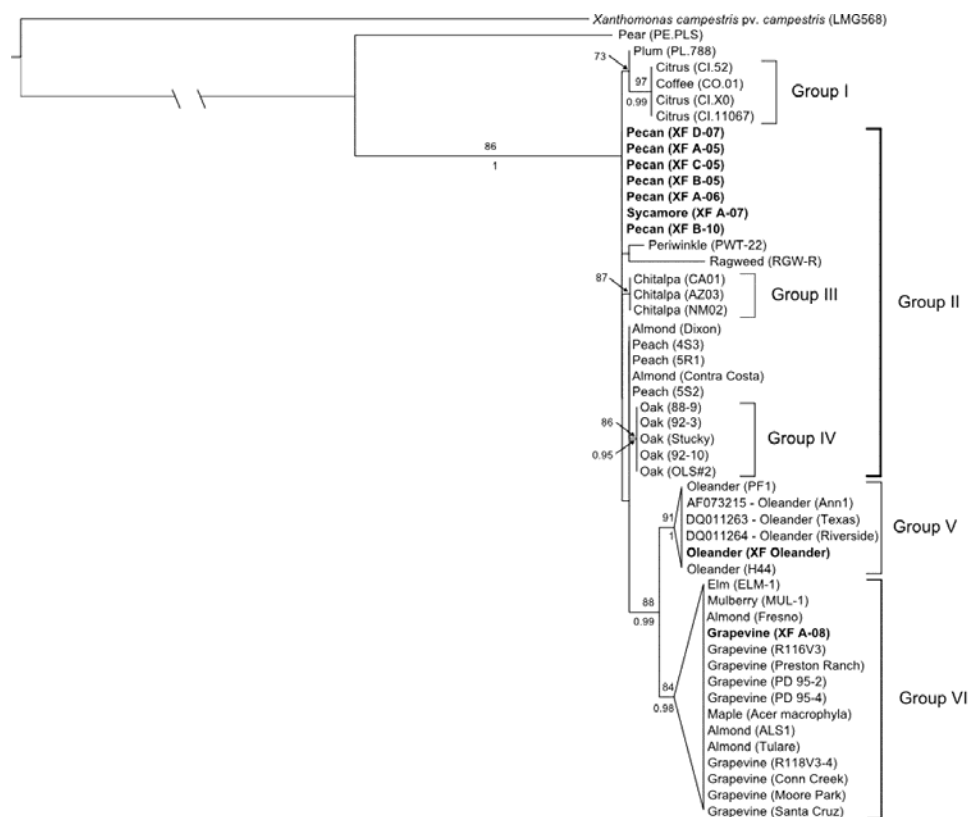 Xanthomonas campestris pv. campestris (LMG568)
Pear (PE.PLS)
Plum (PL.788)
73
Citrus (CI.52)
97
Coffee (CO.01)
Group I
0.99
Citrus (CI.X0)
Citrus (CI.11067)
Pecan (XF D-07)
86
Pecan (XF A-05)
1
Pecan (XF C-05)
Pecan (XF B-05)
Pecan (XF A-06)
Sycamore (XF A-07)
Pecan (XF B-10)
Periwinkle (PWT-22)
Ragweed (RGW-R)
87
Chitalpa (CA01)
Chitalpa (AZ03)
Group III
Chitalpa (NM02)
Group II
Almond (Dixon)
Peach (4S3)
Peach (5R1)
Almond (Contra Costa)
Peach (5S2)
Oak (88-9)
86
Oak (92-3)
Oak (Stucky)
Group IV
0.95
Oak (92-10)
Oak (OLS#2)
Oleander (PF1)
AF073215 - Oleander (Ann1)
91
DQ011263 - Oleander (Texas)
Group V
1
DQ011264 - Oleander (Riverside)
Oleander (XF Oleander)
Oleander (H44)
Elm (ELM-1)
88
Mulberry (MUL-1)
0.99
Almond (Fresno)
Grapevine (XF A-08)
Grapevine (R116V3)
Grapevine (Preston Ranch)
84
Grapevine (PD 95-2)
Grapevine (PD 95-4)
Group VI
0.98
Maple (Acer macrophyla)
Almond (ALS1)
Almond (Tulare)
Grapevine (R118V3-4)
Grapevine (Conn Creek)
Grapevine (Moore Park)
Grapevine (Santa Cruz)